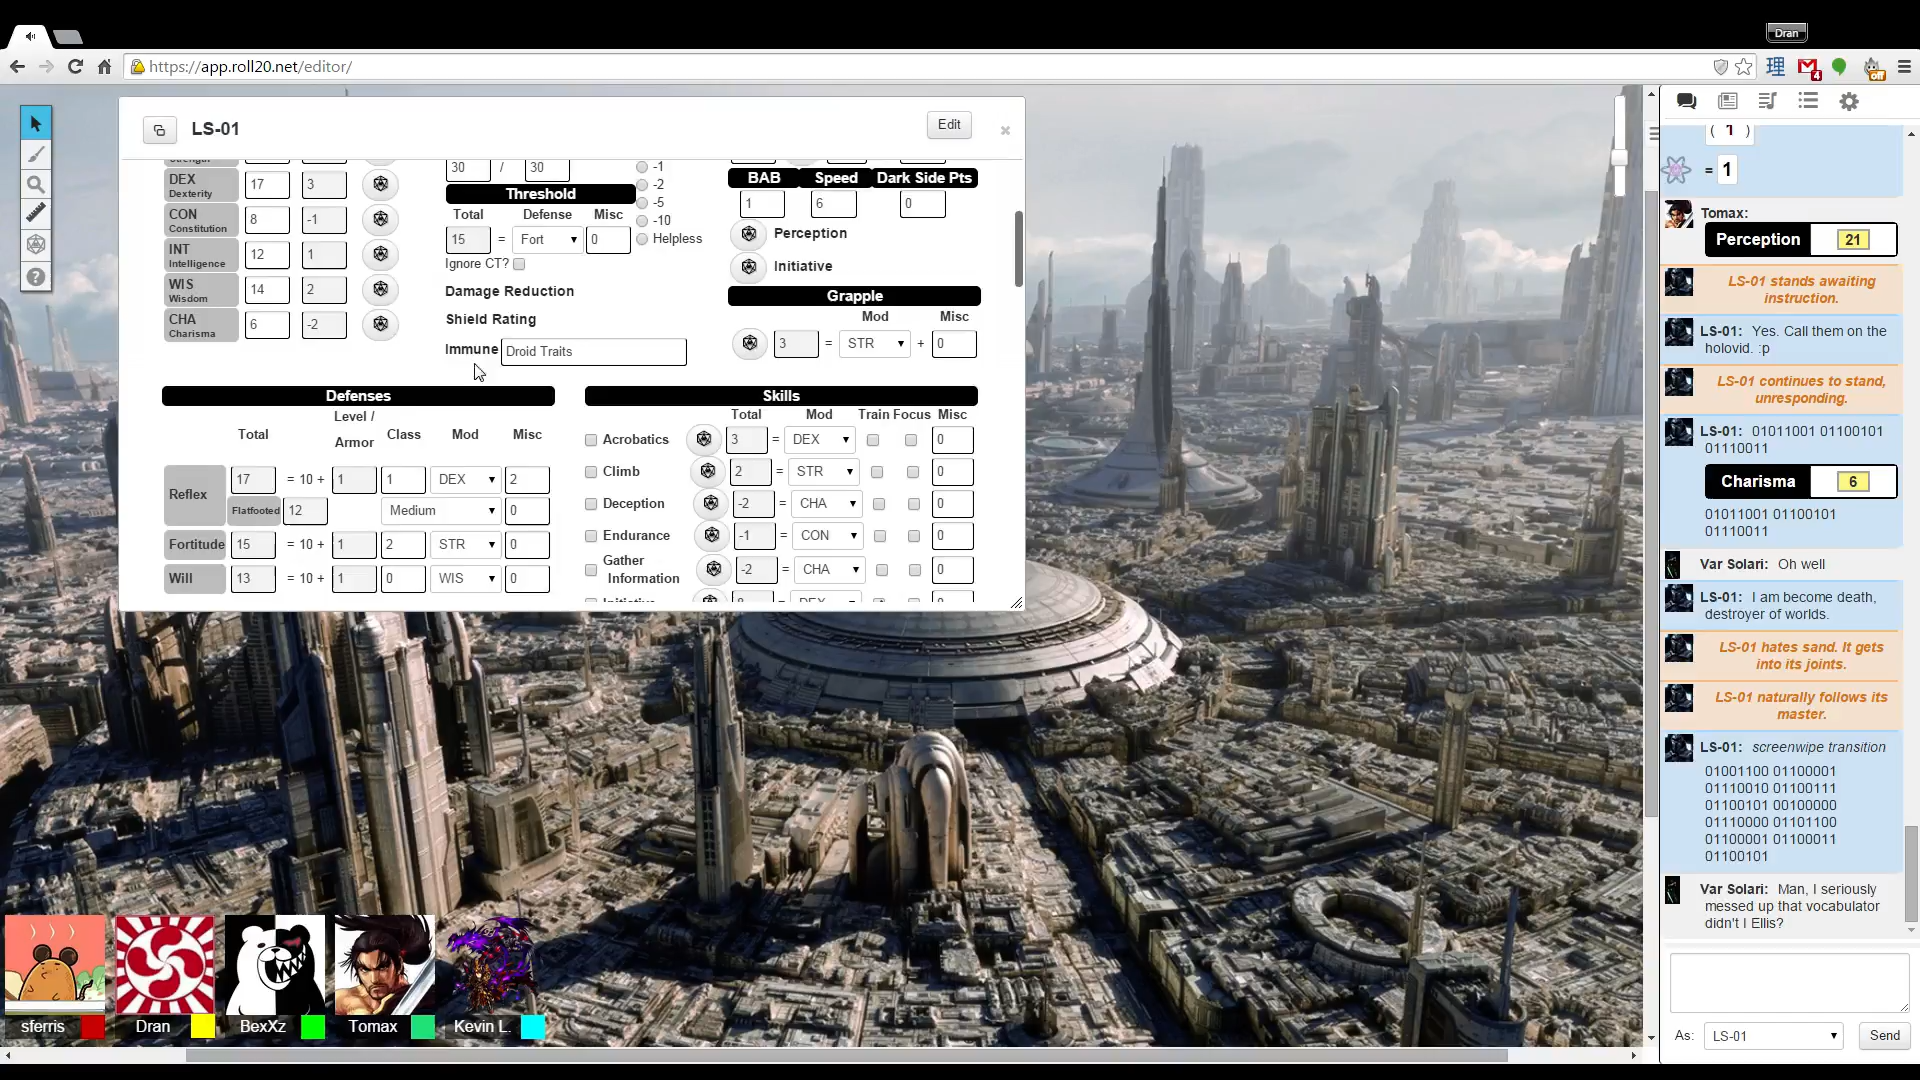 Dran
https://app.roll20.net/editor/
4
off
LS-01
Edit
×
DEX
Dexterity
17
3
CON
Constitution
8
-1
INT
Intelligence
12
1
WIS
Wisdom
14
2
CHA
Charisma
6
-2
30 / 30
Threshold
Total Defense Misc
15 = Fort 0
Ignore CT?
-1
-2
-5
-10
Helpless
Damage Reduction
Shield Rating
Immune Droid Traits
BAB Speed Dark Side Pts
1 6 0
Perception
Initiative
Grapple
Mod Misc
3 = STR + 0
Defenses
Level /
Total Armor Class Mod Misc
Reflex 17 = 10 + 1 1 DEX 2
Flatfooted 12 Medium 0
Fortitude 15 = 10 + 1 2 STR 0
Will 13 = 10 + 1 0 WIS 0
Skills
Total Mod Train Focus Misc
Acrobatics 3 = DEX 0
Climb 2 = STR 0
Deception -2 = CHA 0
Endurance -1 = CON 0
Gather
Information -2 = CHA 0
( 1 )
= 1
Tomax:
Perception 21
LS-01 stands awaiting
instruction.
LS-01: Yes. Call them on the
holovid. :p
LS-01 continues to stand,
unresponding.
LS-01: 01011001 01100101
01110011
Charisma 6
01011001 01100101
01110011
Var Solari: Oh well
LS-01: I am become death,
destroyer of worlds.
LS-01 hates sand. It gets
into its joints.
LS-01 naturally follows its
master.
LS-01: screenwipe transition
01001100 01100001
01110010 01100111
01100101 00100000
01110000 01101100
01100001 01100011
01100101
Var Solari: Man, I seriously
messed up that vocabulator
didn't I Ellis?
As: LS-01 Send
sferris
Dran
BexXz
Tomax
Kevin L.